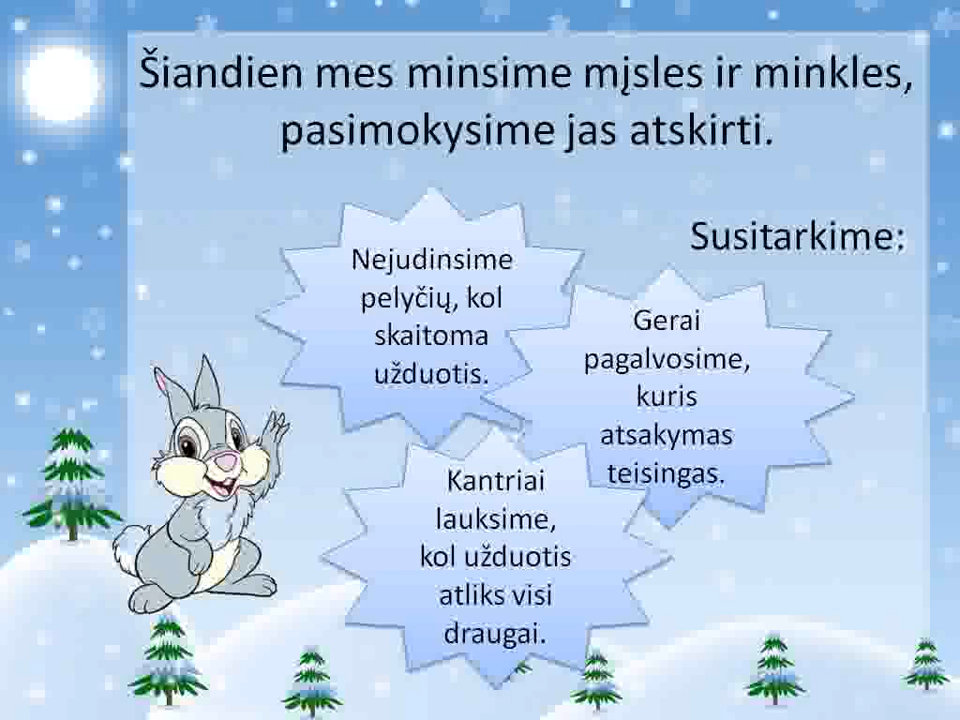 Šiandien mes minsime mįsles ir minkles,
pasimokysime jas atskirti.
Susitarkime:
Nejudinsime
pelyčių, kol
skaitoma
užduotis.
Gerai
pagalvosime,
kuris
atsakymas
teisingas.
Kantriai
lauksime,
kol užduotis
atliks visi
draugai.